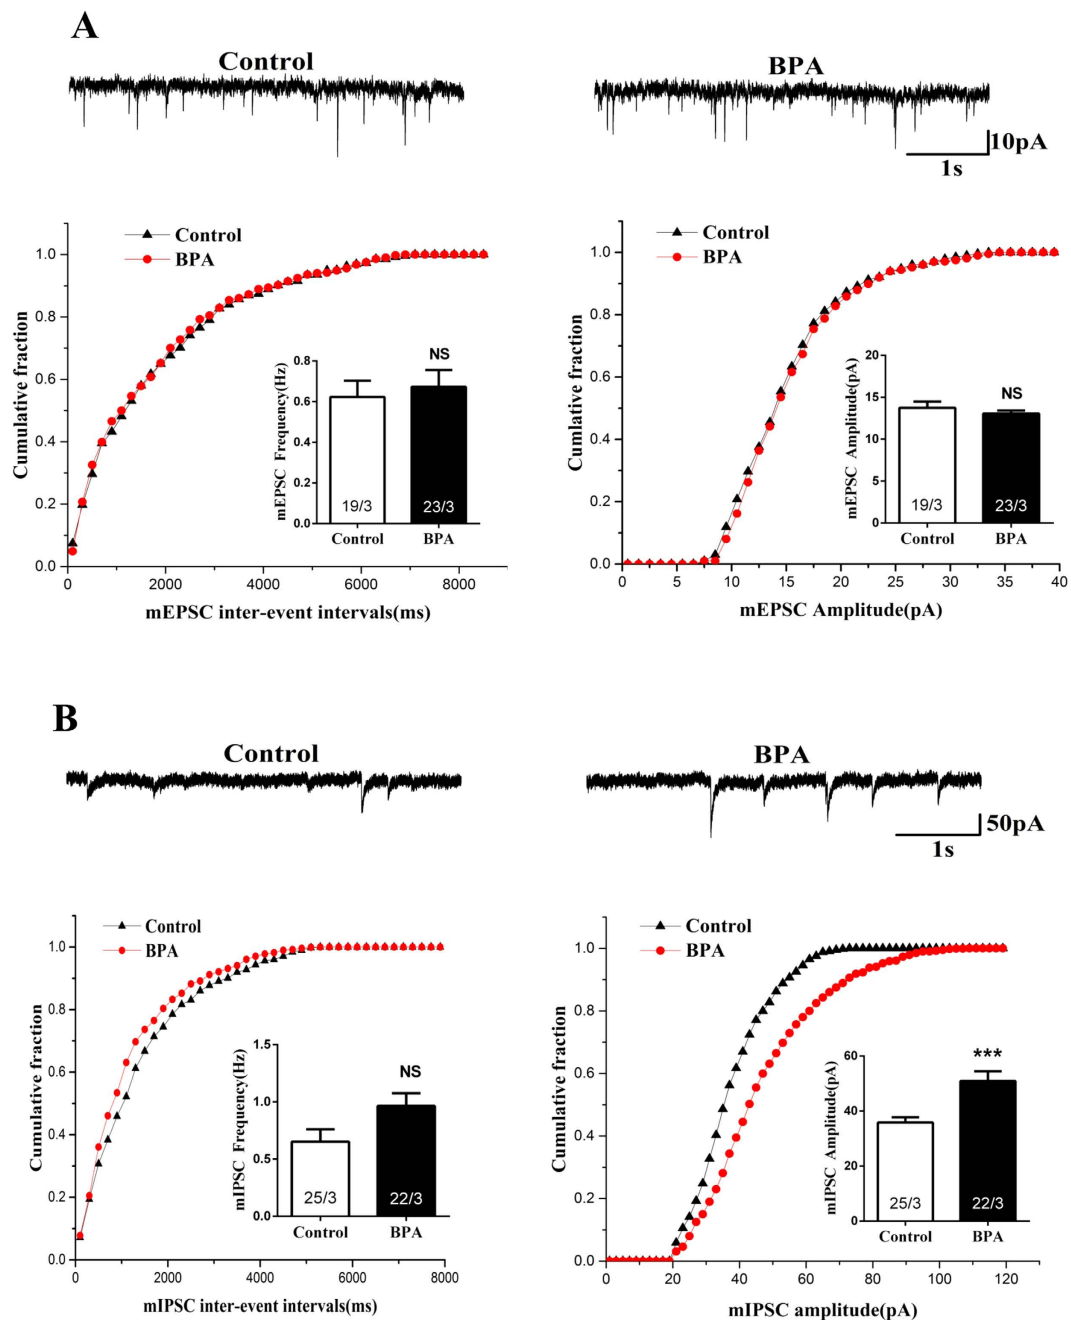 A
Control
BPA
10pA
1s
Control
BPA
1.0
0.8
0.6
0.4
0.2
0.0
Cumulative fraction
0 2000 4000 6000 8000
mEPSC inter-event intervals(ms)
0.8
0.6
0.4
0.2
0.0
mEPSC Frequency(Hz)
NS
19/3 23/3
Control BPA
Control
BPA
1.0
0.8
0.6
0.4
0.2
0.0
Cumulative fraction
0 5 10 15 20 25 30 35 40
mEPSC Amplitude(pA)
20
15
10
5
0
mEPSC Amplitude(pA)
NS
19/3 23/3
Control BPA
B
Control
BPA
50pA
1s
Control
BPA
1.0
0.8
0.6
0.4
0.2
0.0
Cumulative fraction
0 2000 4000 6000 8000
mIPSC inter-event intervals(ms)
1.5
1.0
0.5
0.0
mIPSC Frequency(Hz)
NS
25/3 22/3
Control BPA
Control
BPA
1.0
0.8
0.6
0.4
0.2
0.0
Cumulative fraction
0 20 40 60 80 100 120
mIPSC amplitude(pA)
60
40
20
0
mIPSC Amplitude(pA)
***
25/3 22/3
Control BPA